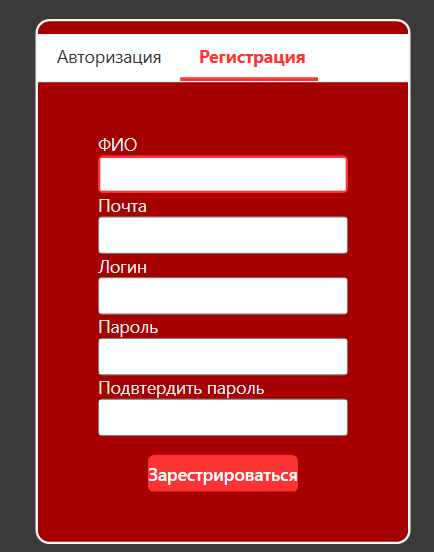 Авторизация Регистрация
ФИО
Почта
Логин
Пароль
Подвтердить пароль
Зарестрироваться